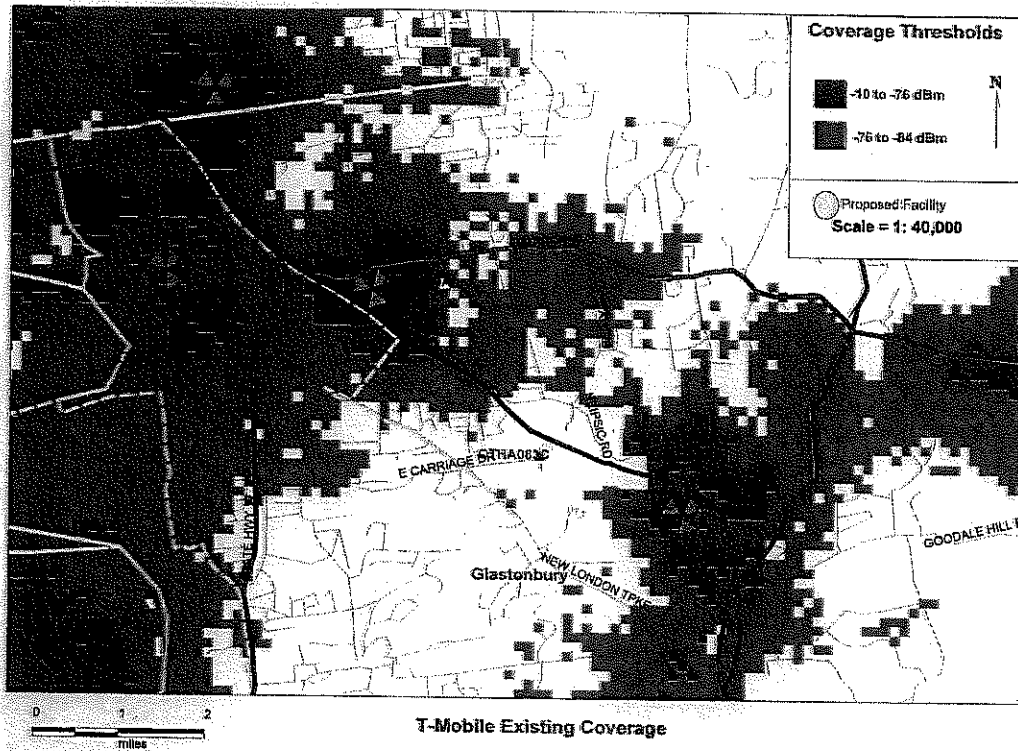 Coverage Thresholds
-10 to -76 dBm
N
-76 to -84 dBm
Proposed Facility
Scale = 1: 40,000
E CARRIAGE DR
GOODALE HILL
Glastonbury
NEW LONDON TPKE
0 1 2
miles
T-Mobile Existing Coverage